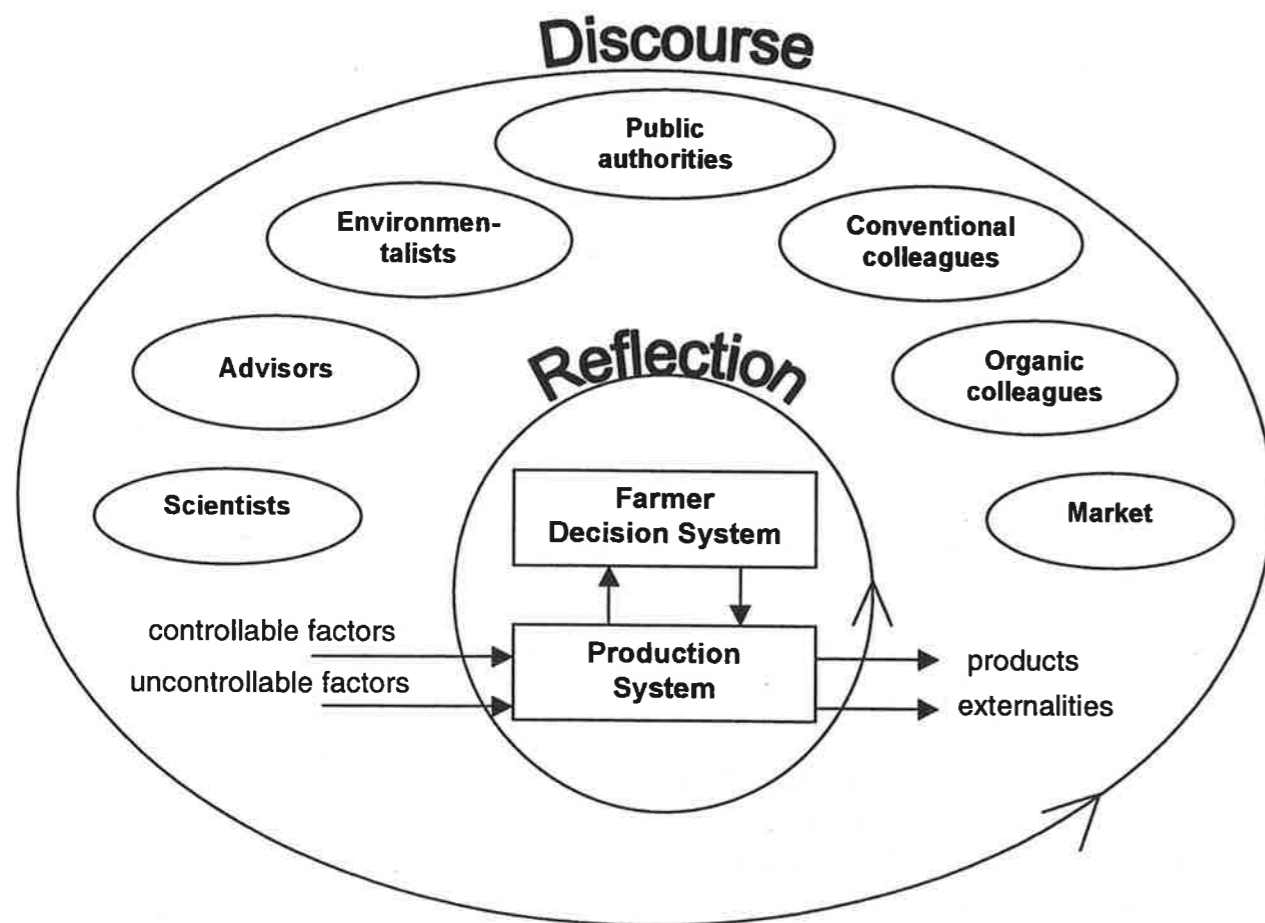 Discourse
Public
authorities
Environmen-
talists
Conventional
colleagues
Reflection
Advisors
Organic
colleagues
Scientists
Farmer
Decision System
Market
controllable factors
uncontrollable factors
Production
System
products
externalities